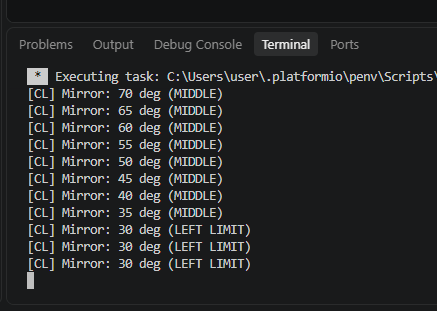 Problems Output Debug Console Terminal Ports
* Executing task: C:\Users\user\.platformio\penv\Scripts\
[CL] Mirror: 70 deg (MIDDLE)
[CL] Mirror: 65 deg (MIDDLE)
[CL] Mirror: 60 deg (MIDDLE)
[CL] Mirror: 55 deg (MIDDLE)
[CL] Mirror: 50 deg (MIDDLE)
[CL] Mirror: 45 deg (MIDDLE)
[CL] Mirror: 40 deg (MIDDLE)
[CL] Mirror: 35 deg (MIDDLE)
[CL] Mirror: 30 deg (LEFT LIMIT)
[CL] Mirror: 30 deg (LEFT LIMIT)
[CL] Mirror: 30 deg (LEFT LIMIT)